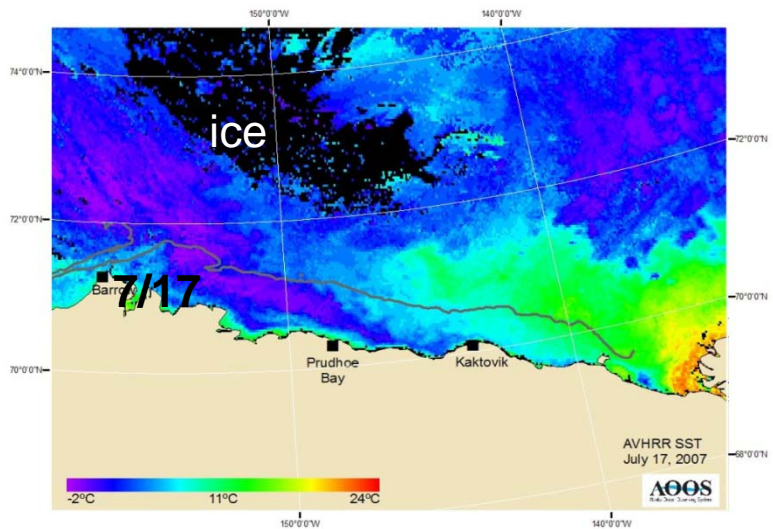 150°0'0"W 140°0'0"W
74°0'0"N
ice
72°0'0"N
72°0'0"N
7/17
Barrow
70°0'0"N
Prudhoe
Bay
Kaktovik
70°0'0"N
AVHRR SST
July 17, 2007
68°0'0"N
-2°C 11°C 24°C
AOOS
150°0'0"W 140°0'0"W